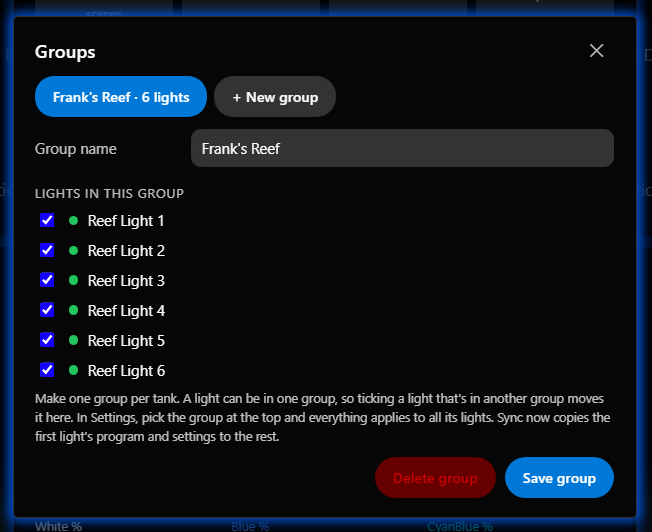 scenes
Groups
Frank's Reef · 6 lights
+ New group
Group name
Frank's Reef
LIGHTS IN THIS GROUP
Reef Light 1
Reef Light 2
Reef Light 3
Reef Light 4
Reef Light 5
Reef Light 6
Make one group per tank. A light can be in one group, so ticking a light that's in another group moves
it here. In Settings, pick the group at the top and everything applies to all its lights. Sync now copies the
first light's program and settings to the rest.
Delete group
Save group
White %
Blue %
CyanBlue %